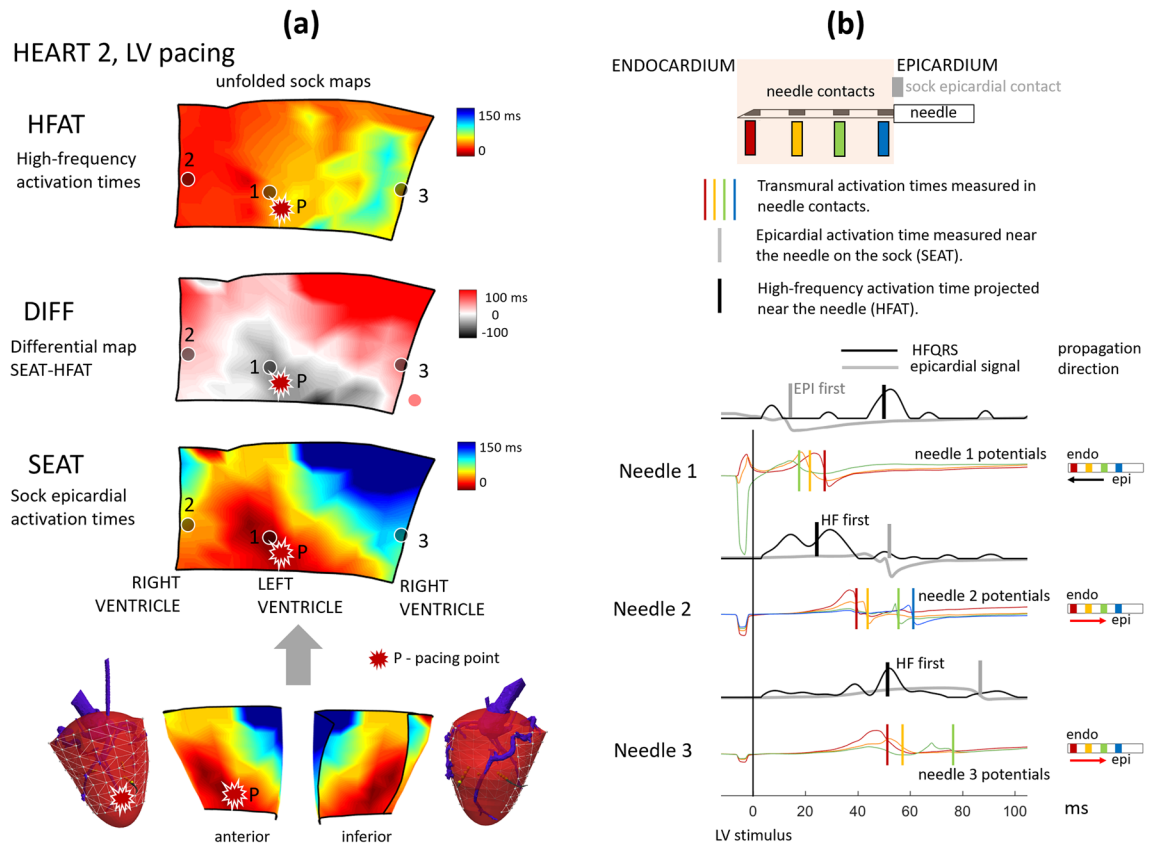 (a)
HEART 2, LV pacing
unfolded sock maps
HFAT
High-frequency
activation times
150 ms
0
2
1
P
3
DIFF
Differential map
SEAT-HFAT
100 ms
0
-100
2
1
P
3
SEAT
Sock epicardial
activation times
150 ms
0
2
1
P
3
RIGHT
VENTRICLE
LEFT
VENTRICLE
RIGHT
VENTRICLE
P - pacing point
P
anterior
inferior
(b)
ENDOCARDIUM
EPICARDIUM
sock epicardial contact
needle contacts
needle
Transmural activation times measured in
needle contacts.
Epicardial activation time measured near
the needle on the sock (SEAT).
High-frequency activation time projected
near the needle (HFAT).
HFQRS
epicardial signal
propagation
direction
EPI first
Needle 1
needle 1 potentials
endo
epi
HF first
Needle 2
needle 2 potentials
endo
epi
HF first
Needle 3
needle 3 potentials
endo
epi
0 20 40 60 80 100
ms
LV stimulus